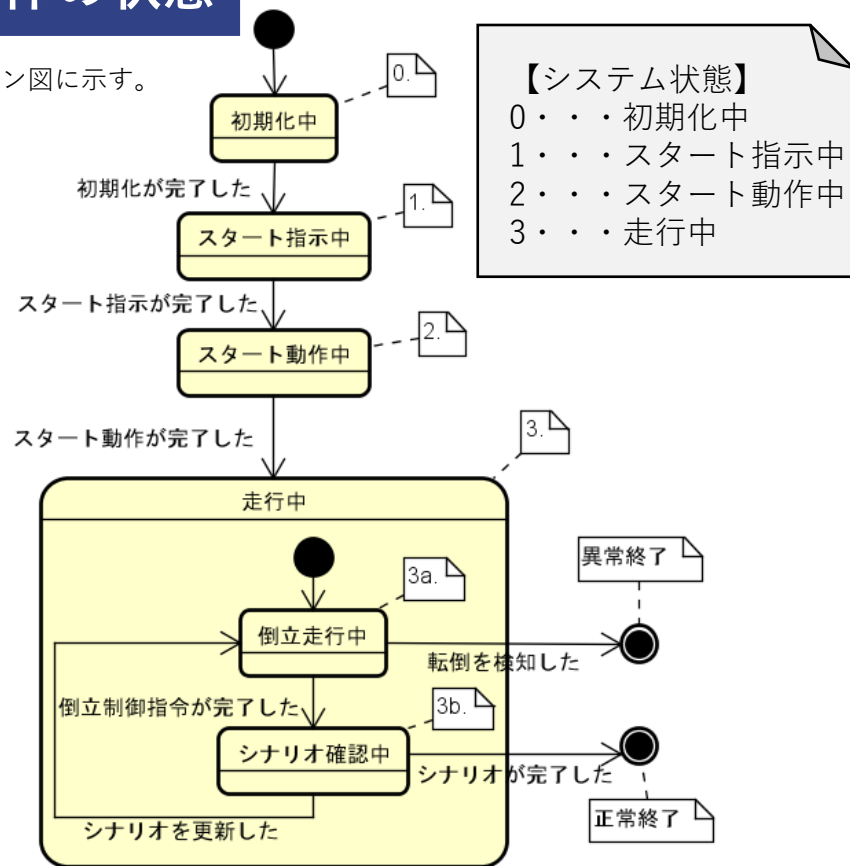 の状態
ン図に示す。
0.
【システム状態】
0・・・初期化中
1・・・スタート指示中
2・・・スタート動作中
3・・・走行中
初期化中
初期化が完了した
1.
スタート指示中
スタート指示が完了した
2.
スタート動作中
スタート動作が完了した
3.
走行中
異常終了
3a.
倒立走行中
転倒を検知した
倒立制御指令が完了した
3b.
シナリオ確認中
シナリオが完了した
シナリオを更新した
正常終了